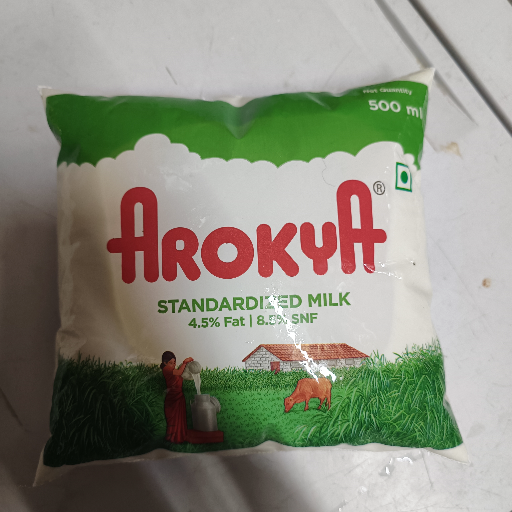 Net Quantity
500 ml
AROKYA®
STANDARDIZED MILK
4.5% Fat | 8.5% SNF